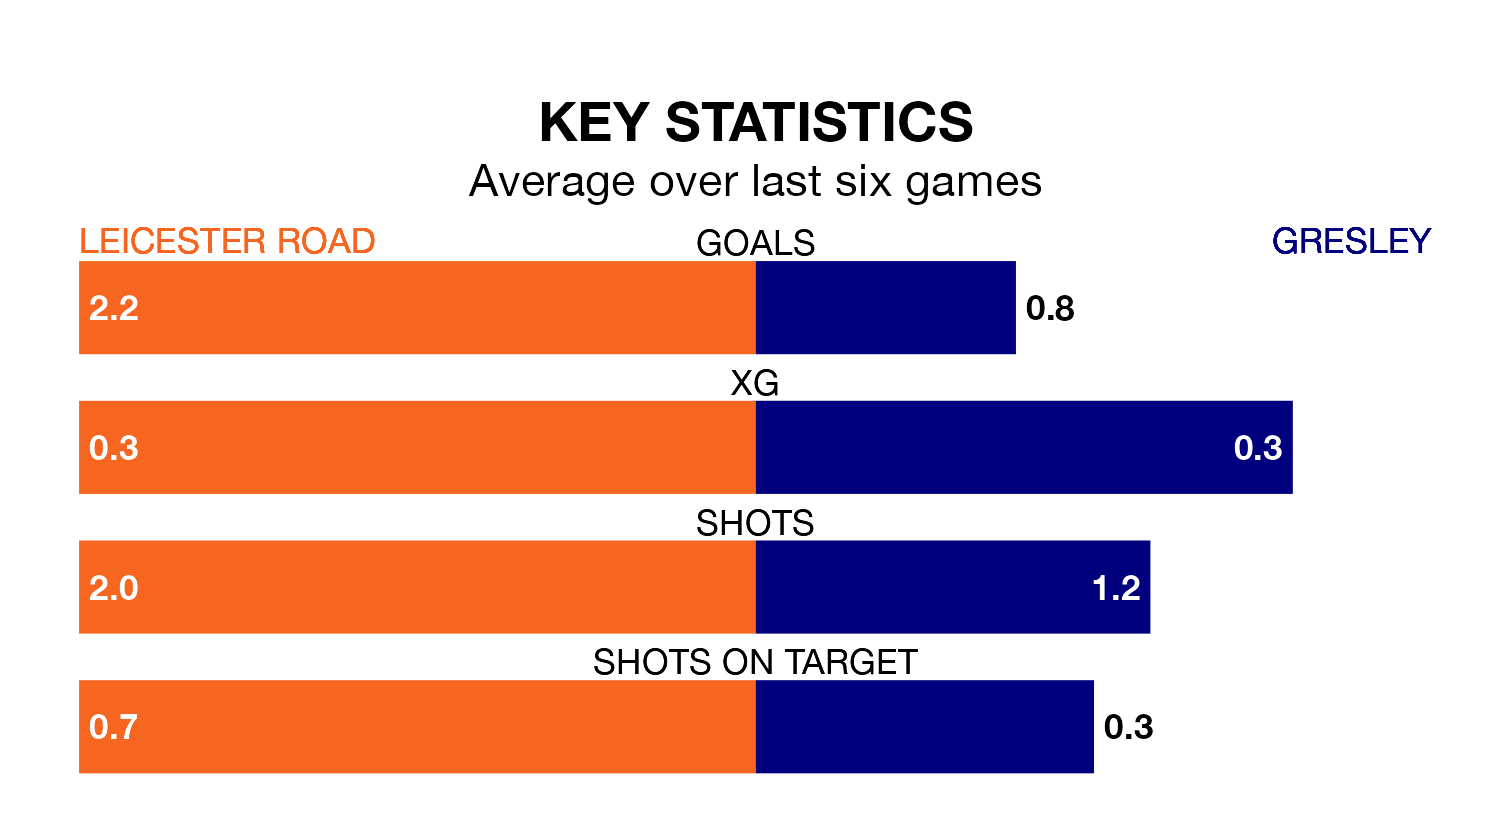 KEY STATISTICS
Average over last six games
LEICESTER ROAD GOALS GRESLEY
2.2 0.8
XG
0.3 0.3
SHOTS
2.0 1.2
SHOTS ON TARGET
0.7 0.3